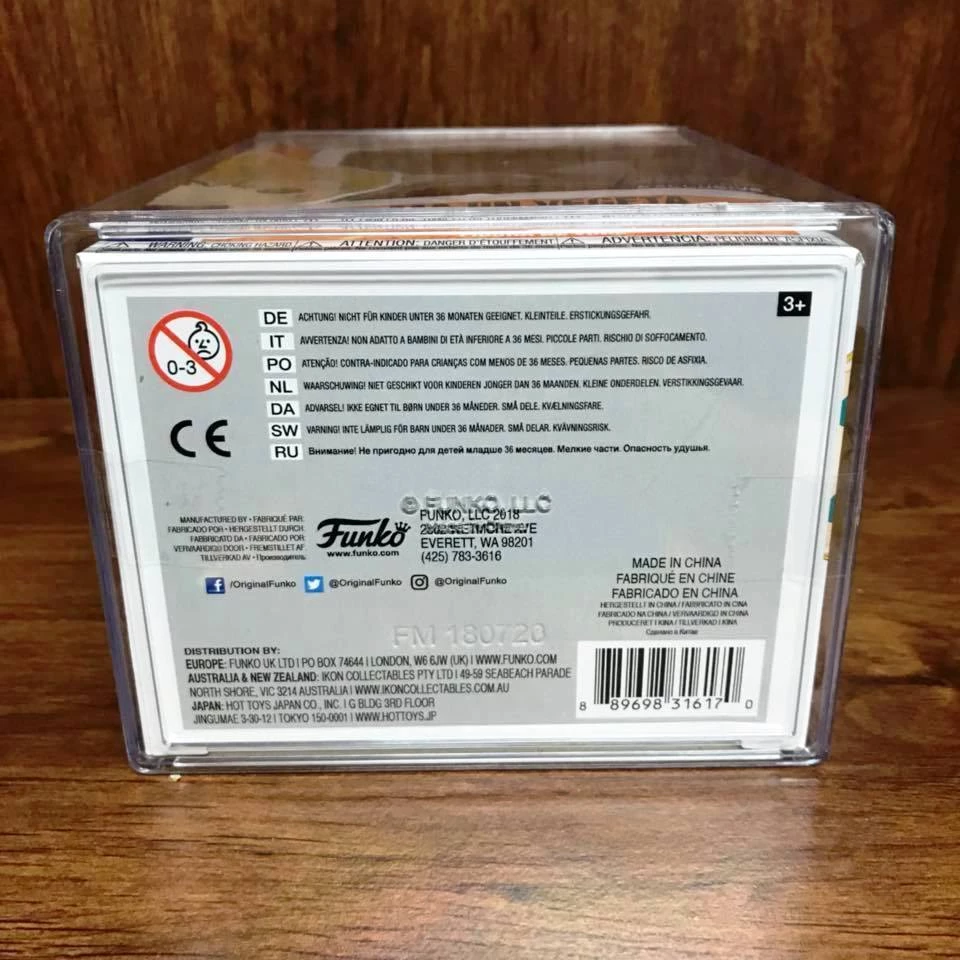 WARNING: CHOKING HAZARD
ATTENTION: DANGER D'ÉTOUFFEMENT
ADVERTENCIA: PELIGRO DE ASFIXIA
3+
0-3
DE ACHTUNG! NICHT FÜR KINDER UNTER 36 MONATEN GEEIGNET. KLEINTEILE. ERSTICKUNGSGEFAHR.
IT AVVERTENZA! NON ADATTO A BAMBINI DI ETÀ INFERIORE A 36 MESI. PICCOLE PARTI. RISCHIO DI SOFFOCAMENTO.
PO ATENÇÃO! CONTRA-INDICADO PARA CRIANÇAS COM MENOS DE 36 MESES. PEQUENAS PARTES. RISCO DE ASFIXIA.
NL WAARSCHUWING! NIET GESCHIKT VOOR KINDEREN JONGER DAN 36 MAANDEN. KLEINE ONDERDELEN. VERSTIKKINGSGEVAAR.
DA ADVARSEL! IKKE EGNET TIL BØRN UNDER 36 MÅNEDER. SMÅ DELE. KVÆLNINGSFARE.
SW VARNING! INTE LÄMPLIG FÖR BARN UNDER 36 MÅNADER. SMÅ DELAR. KVÄVNINGSRISK.
RU Внимание! Не пригодно для детей младше 36 месяцев. Мелкие части. Опасность удушья.
CE
© FUNKO, LLC
MANUFACTURED BY • FABRIQUÉ PAR
FABRICADO POR • HERGESTELLT DURCH
FABBRICATO DA • FABRICADO POR
VERVAARDIGD DOOR • FREMSTILLET AF
TILLVERKAD AV • Производитель
Funko
www.funko.com
FUNKO, LLC 2018
WETMORE AVE
EVERETT, WA 98201
(425) 783-3616
/OriginalFunko @OriginalFunko @OriginalFunko
MADE IN CHINA
FABRIQUÉ EN CHINE
FABRICADO EN CHINA
HERGESTELLT IN CHINA / FABBRICATO IN CINA
FABRICADO NA CHINA / VERVAARDIGD IN CHINA
PRODUCERET I KINA / TILLVERKAD I KINA
Сделано в Китае
FM 180720
DISTRIBUTION BY:
EUROPE: FUNKO UK LTD | PO BOX 74644 | LONDON, W6 6JW (UK) | WWW.FUNKO.COM
AUSTRALIA & NEW ZEALAND: IKON COLLECTABLES PTY LTD | 49-59 SEABEACH PARADE
NORTH SHORE, VIC 3214 AUSTRALIA | WWW.IKONCOLLECTABLES.COM.AU
JAPAN: HOT TOYS JAPAN CO., INC. | G BLDG 3RD FLOOR
JINGUMAE 3-30-12 | TOKYO 150-0001 | WWW.HOTTOYS.JP
8 89698 31617 0